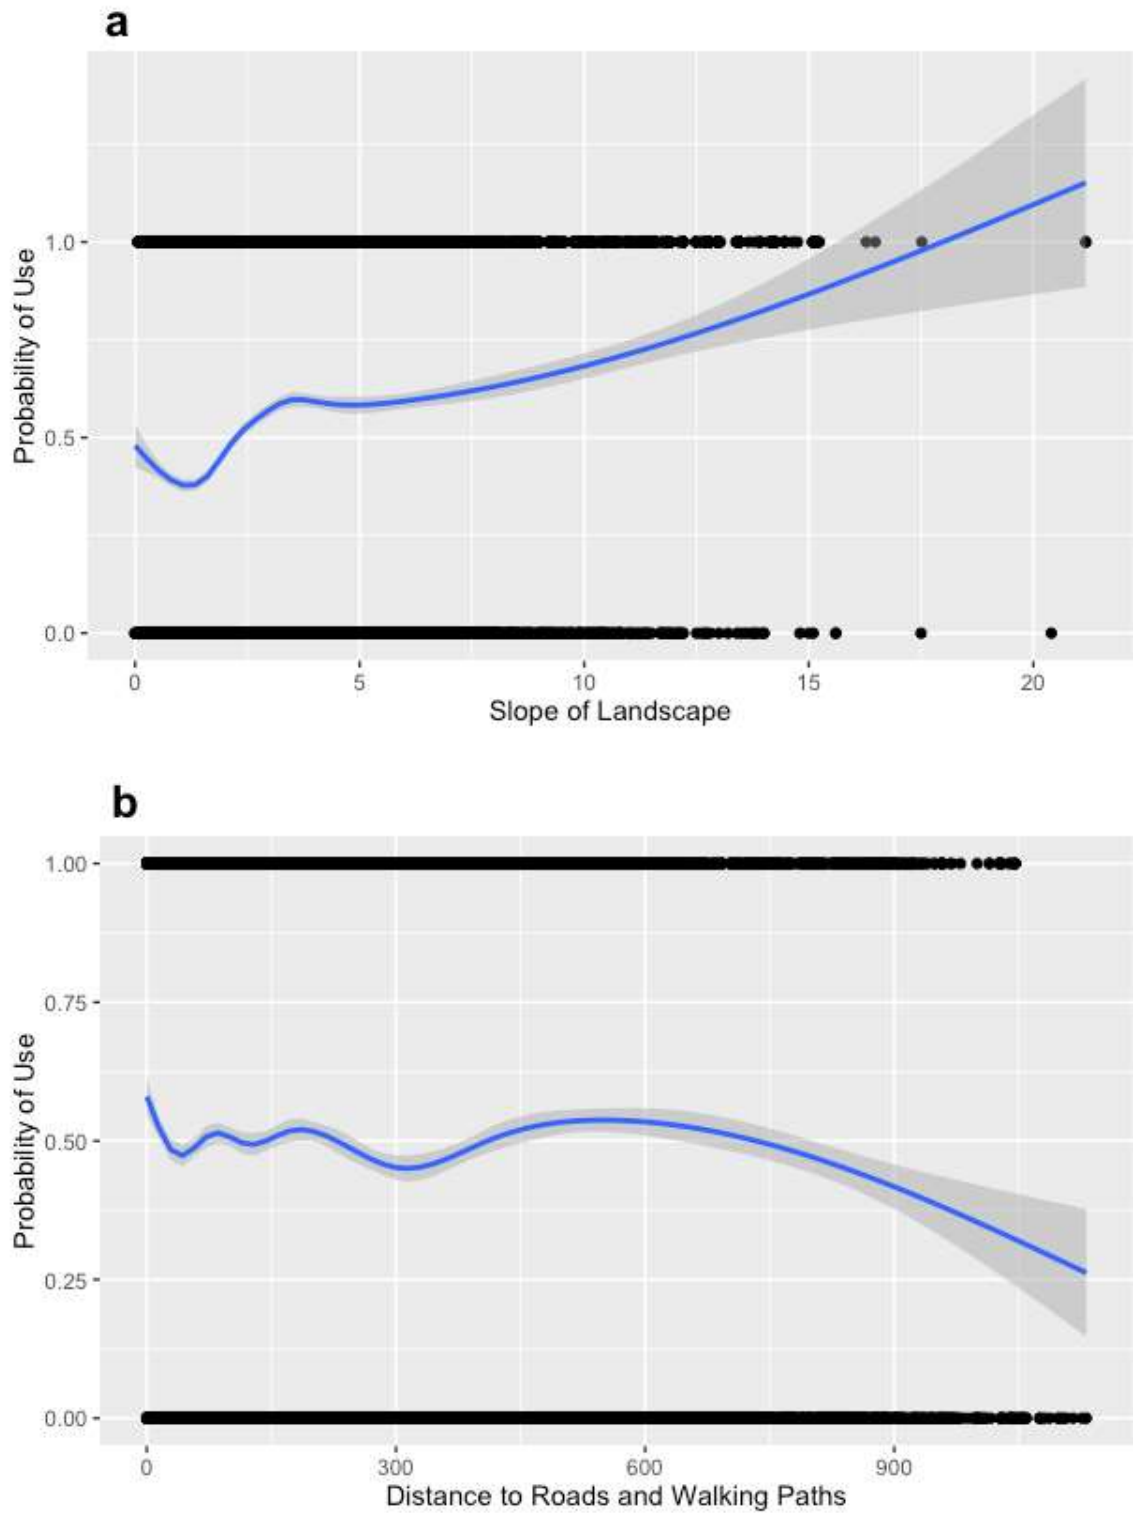 a
Probability of Use
1.0
0.5
0.0
0 5 10 15 20
Slope of Landscape
b
Probability of Use
1.00
0.75
0.50
0.25
0.00
0 300 600 900
Distance to Roads and Walking Paths